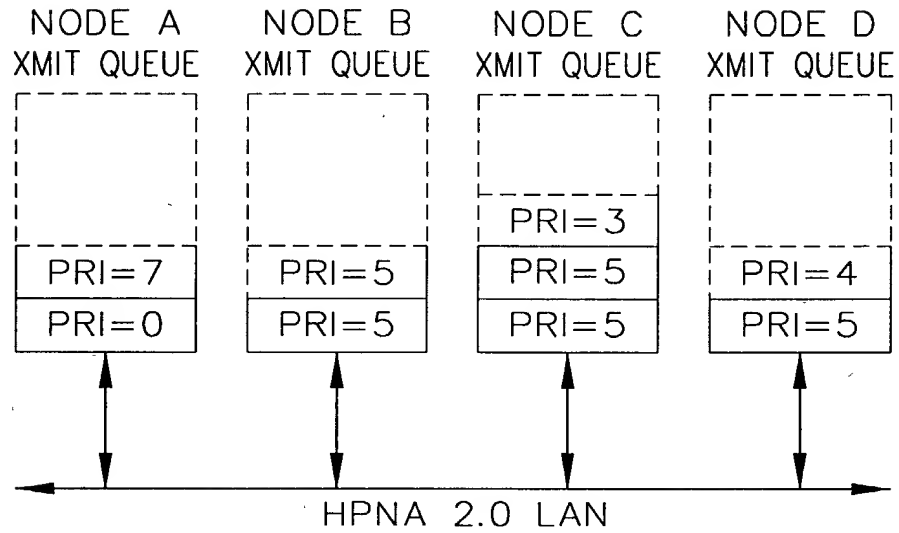 NODE A NODE B NODE C NODE D
XMIT QUEUE XMIT QUEUE XMIT QUEUE XMIT QUEUE
PRI=3
PRI=7 PRI=5 PRI=5 PRI=4
PRI=0 PRI=5 PRI=5 PRI=5
HPNA 2.0 LAN